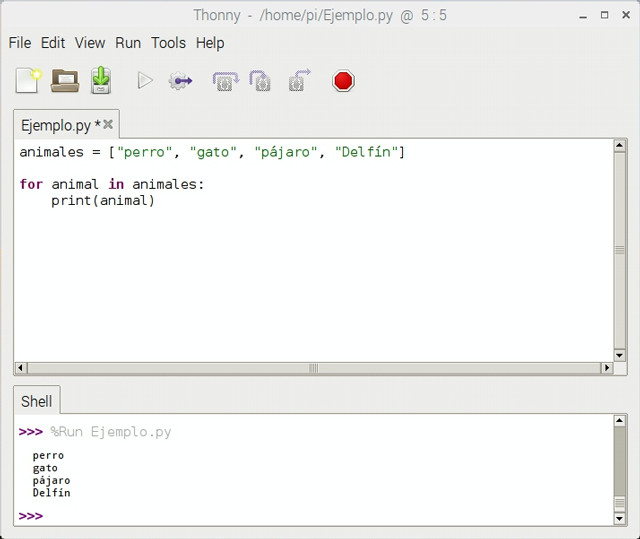 Thonny - /home/pi/Ejemplo.py @ 5 : 5
File Edit View Run Tools Help
Ejemplo.py *
animales = ["perro", "gato", "pájaro", "Delfín"]
for animal in animales:
    print(animal)
Shell
>>> %Run Ejemplo.py
perro
gato
pájaro
Delfín
>>>